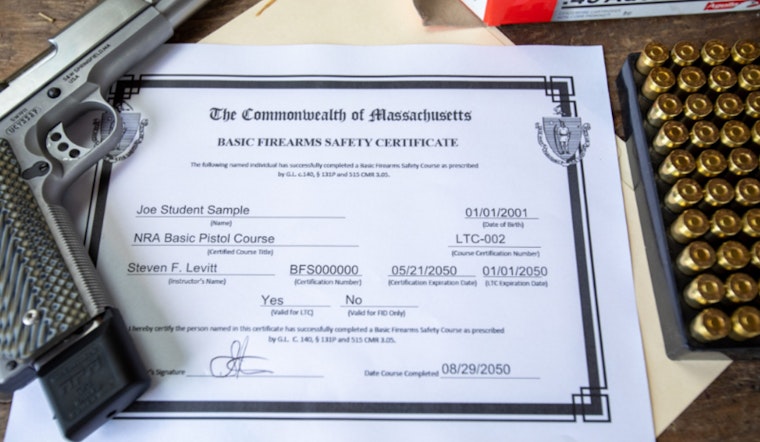 S&W SPRINGFIELD, MA
USA
The Commonwealth of Massachusetts
BASIC FIREARMS SAFETY CERTIFICATE
The following named individual has successfully completed a Basic Firearms Safety Course as prescribed
by G.L. c.140, § 131P and 515 CMR 3.05.
Joe Student Sample 01/01/2001
(Name) (Date of Birth)
NRA Basic Pistol Course LTC-002
(Certified Course Title) (Course Certification Number)
Steven F. Levitt BFS000000 05/21/2050 01/01/2050
(Instructor's Name) (Certification Number) (Certification Expiration Date) (LTC Expiration Date)
Yes No
(Valid for LTC) (Valid for FID Only)
I hereby certify the person named in this certificate has successfully completed a Basic Firearms Safety Course as prescribed
by G.L. C. 140, § 131P and 515 CMR 3.05.
's Signature Date Course Completed 08/29/2050